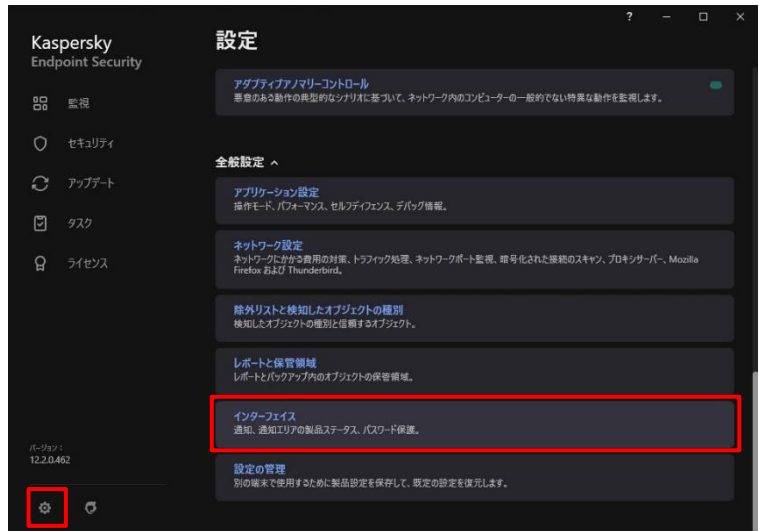 ?
Kaspersky
Endpoint Security
設定
アダプティブアノマリーコントロール
悪意のある動作の典型的なシナリオに基づいて、ネットワーク内のコンピューターの一般的でない特異な動作を監視します。
監視
セキュリティ
アップデート
タスク
ライセンス
全般設定
アプリケーション設定
操作モード、パフォーマンス、セルフディフェンス、デバッグ情報。
ネットワーク設定
ネットワークにかかる費用の対策、トラフィック処理、ネットワークポート監視、暗号化された接続のスキャン、プロキシサーバー、Mozilla
Firefox および Thunderbird。
除外リストと検知したオブジェクトの種別
検知したオブジェクトの種別と信頼するオブジェクト。
レポートと保管領域
レポートとバックアップ内のオブジェクトの保管領域。
インターフェイス
通知、通知エリアの製品ステータス、パスワード保護。
設定の管理
別の端末で使用するために製品設定を保存して、既定の設定を復元します。
バージョン：
12.2.0.462